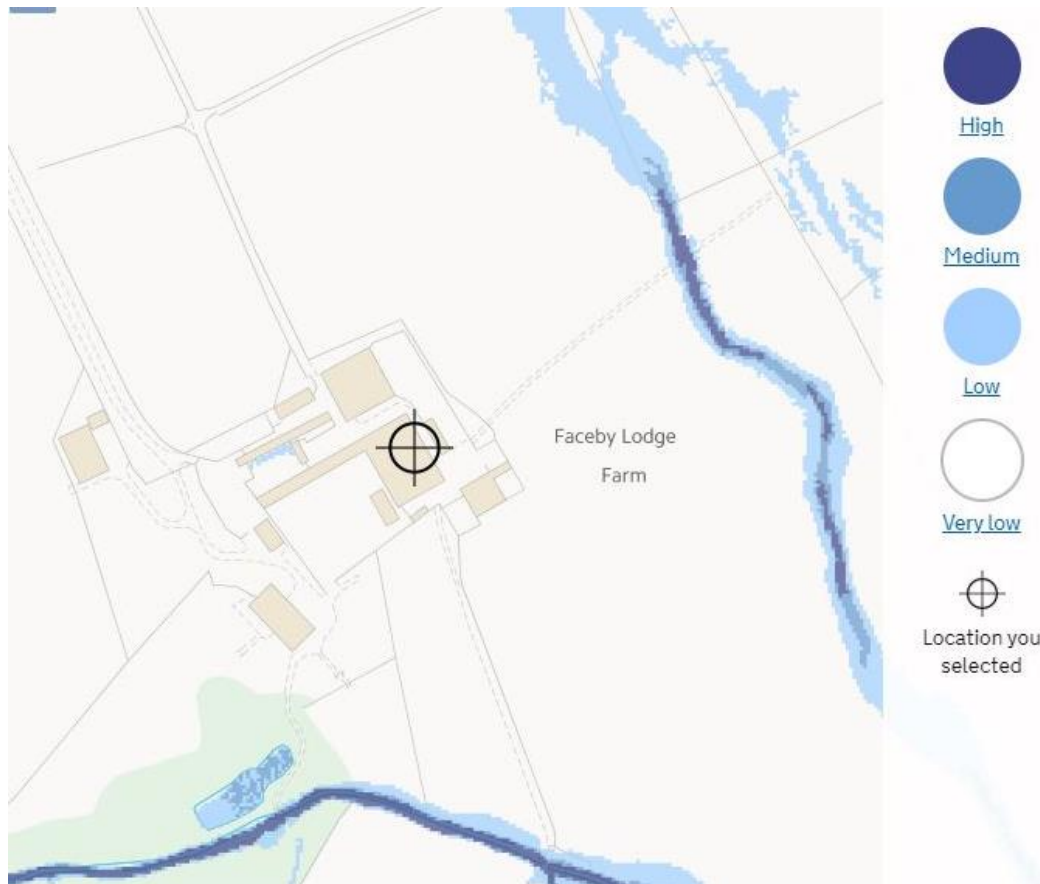 Faceby Lodge
Farm
High
Medium
Low
Very low
Location you
selected